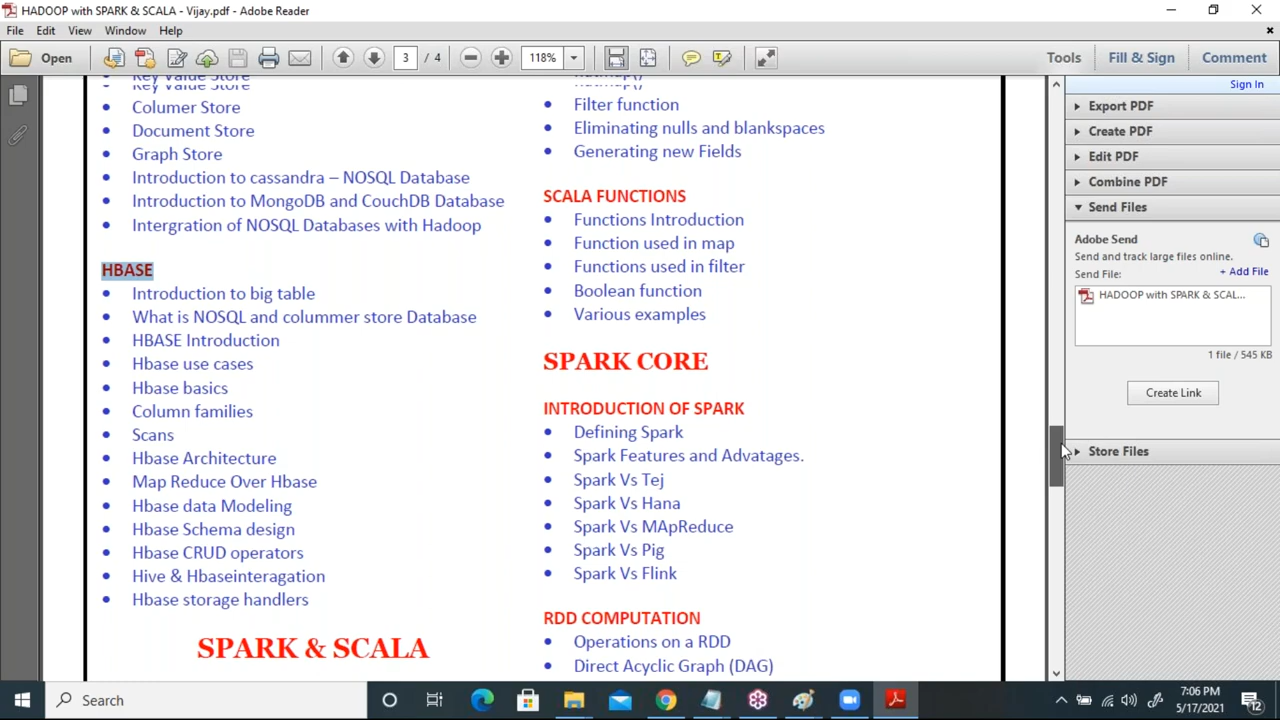 HADOOP with SPARK & SCALA - Vijay.pdf - Adobe Reader
File Edit View Window Help
Open 3 / 4 118% Tools Fill & Sign Comment
Key Value Store
Key Value Store
Columer Store
Document Store
Graph Store
Introduction to cassandra – NOSQL Database
Introduction to MongoDB and CouchDB Database
Intergration of NOSQL Databases with Hadoop
HBASE
Introduction to big table
What is NOSQL and colummer store Database
HBASE Introduction
Hbase use cases
Hbase basics
Column families
Scans
Hbase Architecture
Map Reduce Over Hbase
Hbase data Modeling
Hbase Schema design
Hbase CRUD operators
Hive & Hbaseinteragation
Hbase storage handlers
SPARK & SCALA
Filter function
Eliminating nulls and blankspaces
Generating new Fields
SCALA FUNCTIONS
Functions Introduction
Function used in map
Functions used in filter
Boolean function
Various examples
SPARK CORE
INTRODUCTION OF SPARK
Defining Spark
Spark Features and Advatages.
Spark Vs Tej
Spark Vs Hana
Spark Vs MApReduce
Spark Vs Pig
Spark Vs Flink
RDD COMPUTATION
Operations on a RDD
Direct Acyclic Graph (DAG)
Sign In
Export PDF
Create PDF
Edit PDF
Combine PDF
Send Files
Adobe Send
Send and track large files online.
Send File:
+ Add File
HADOOP with SPARK & SCAL...
1 file / 545 KB
Create Link
Store Files
Search
7:06 PM
5/17/2021
12